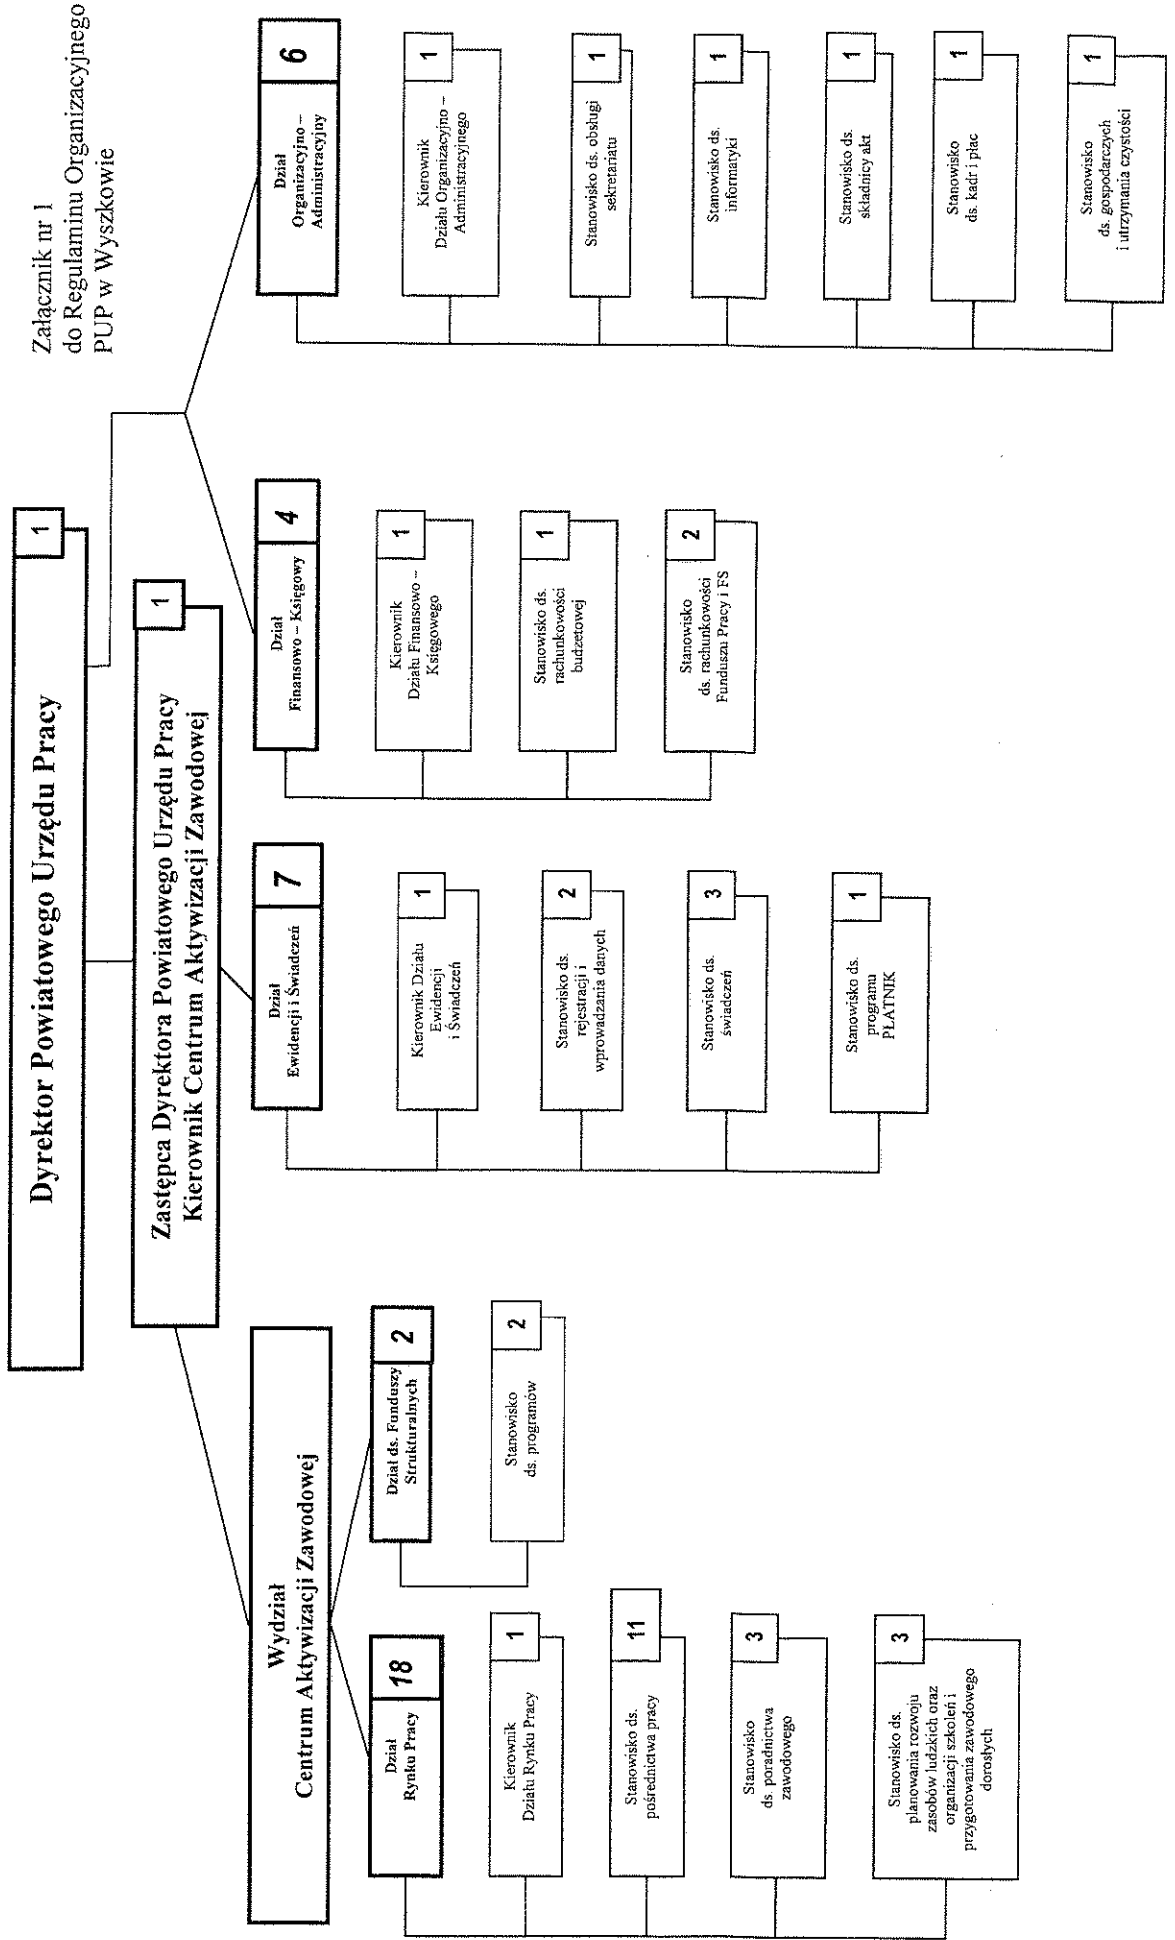 Załącznik nr 1
do Regulaminu Organizacyjnego
PUP w Wyszkowie
Dyrektor Powiatowego Urzędu Pracy
1
Zastępca Dyrektora Powiatowego Urzędu Pracy
Kierownik Centrum Aktywizacji Zawodowej
1
Wydział
Centrum Aktywizacji Zawodowej
Dział
Rynku Pracy
18
Kierownik
Działu Rynku Pracy
1
Stanowisko ds.
pośrednictwa pracy
11
Stanowisko
ds. poradnictwa
zawodowego
3
Stanowisko ds.
planowania rozwoju
zasobów ludzkich oraz
organizacji szkoleń i
przygotowania zawodowego
dorosłych
3
Dział ds. Funduszy
Strukturalnych
2
Stanowisko
ds. programów
2
Dział
Ewidencji i Świadczeń
7
Kierownik Działu
Ewidencji
i Świadczeń
1
Stanowisko ds.
rejestracji i
wprowadzania danych
2
Stanowisko ds.
świadczeń
3
Stanowisko ds.
programu
PŁATNIK
1
Dział
Finansowo – Księgowy
4
Kierownik
Działu Finansowo –
Księgowego
1
Stanowisko ds.
rachunkowości
budżetowej
1
Stanowisko
ds. rachunkowości
Funduszu Pracy i FS
2
Dział
Organizacyjno –
Administracyjny
6
Kierownik
Działu Organizacyjno –
Administracyjnego
1
Stanowisko ds. obsługi
sekretariatu
1
Stanowisko ds.
informatyki
1
Stanowisko ds.
składnicy akt
1
Stanowisko
ds. kadr i płac
1
Stanowisko
ds. gospodarczych
i utrzymania czystości
1